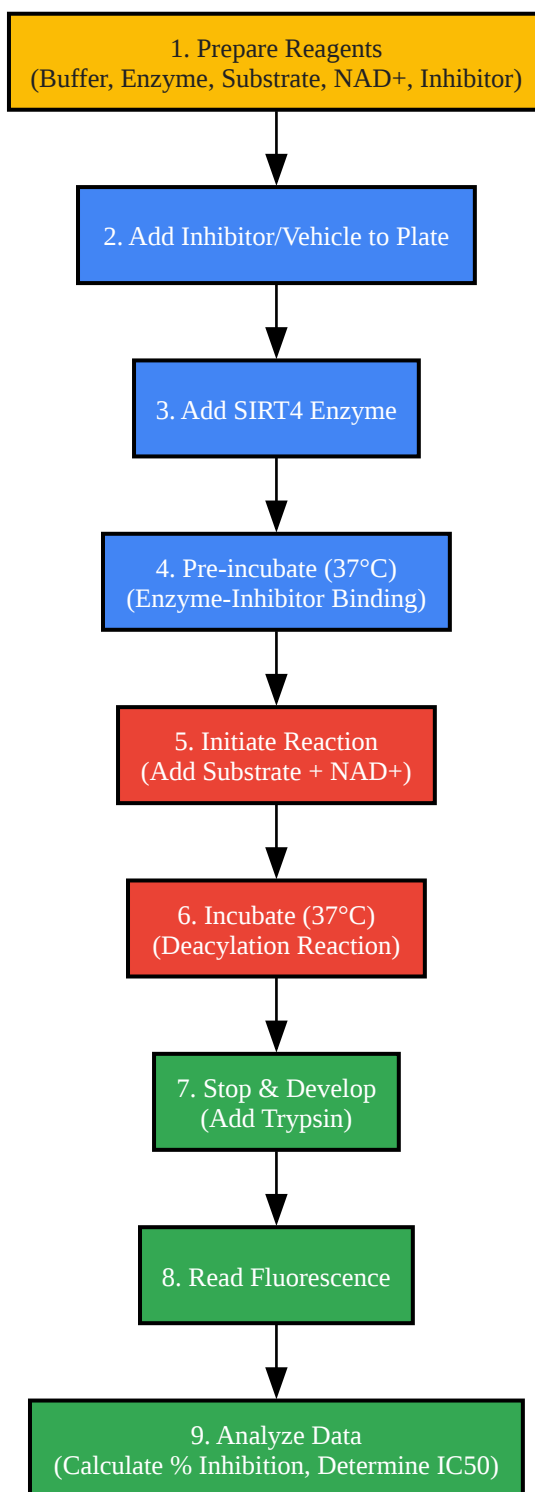 1. Prepare Reagents
(Buffer, Enzyme, Substrate, NAD+, Inhibitor)
2. Add Inhibitor/Vehicle to Plate
3. Add SIRT4 Enzyme
4. Pre-incubate (37°C)
(Enzyme-Inhibitor Binding)
5. Initiate Reaction
(Add Substrate + NAD+)
6. Incubate (37°C)
(Deacylation Reaction)
7. Stop & Develop
(Add Trypsin)
8. Read Fluorescence
9. Analyze Data
(Calculate % Inhibition, Determine IC50)